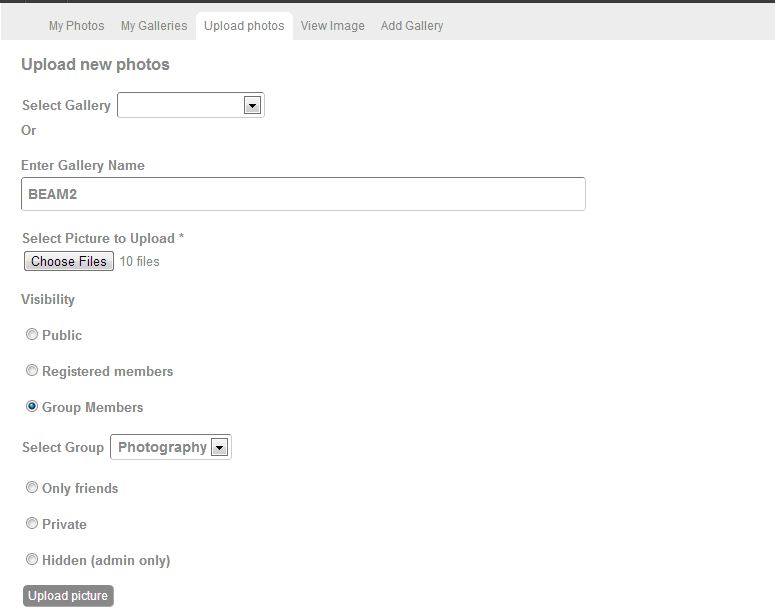 My Photos My Galleries Upload photos View Image Add Gallery
Upload new photos
Select Gallery
Or
Enter Gallery Name
BEAM2
Select Picture to Upload *
Choose Files 10 files
Visibility
Public
Registered members
Group Members
Select Group Photography
Only friends
Private
Hidden (admin only)
Upload picture